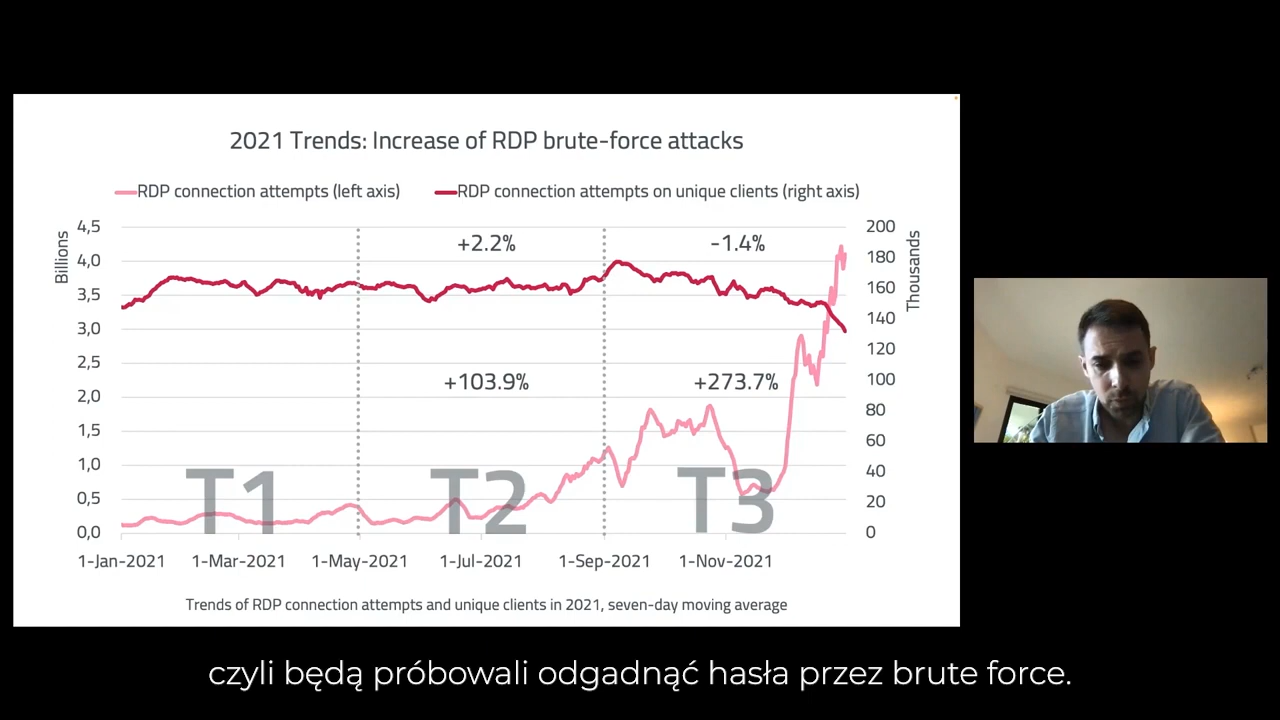 2021 Trends: Increase of RDP brute-force attacks
RDP connection attempts (left axis)
RDP connection attempts on unique clients (right axis)
Billions
4,5
4,0
3,5
3,0
2,5
2,0
1,5
1,0
0,5
0,0
+2.2%
-1.4%
+103.9%
+273.7%
T1
T2
T3
200
180
160
140
120
100
80
60
40
20
0
Thousands
1-Jan-2021
1-Mar-2021
1-May-2021
1-Jul-2021
1-Sep-2021
1-Nov-2021
Trends of RDP connection attempts and unique clients in 2021, seven-day moving average
czyli będą próbowali odgadnąć hasła przez brute force.